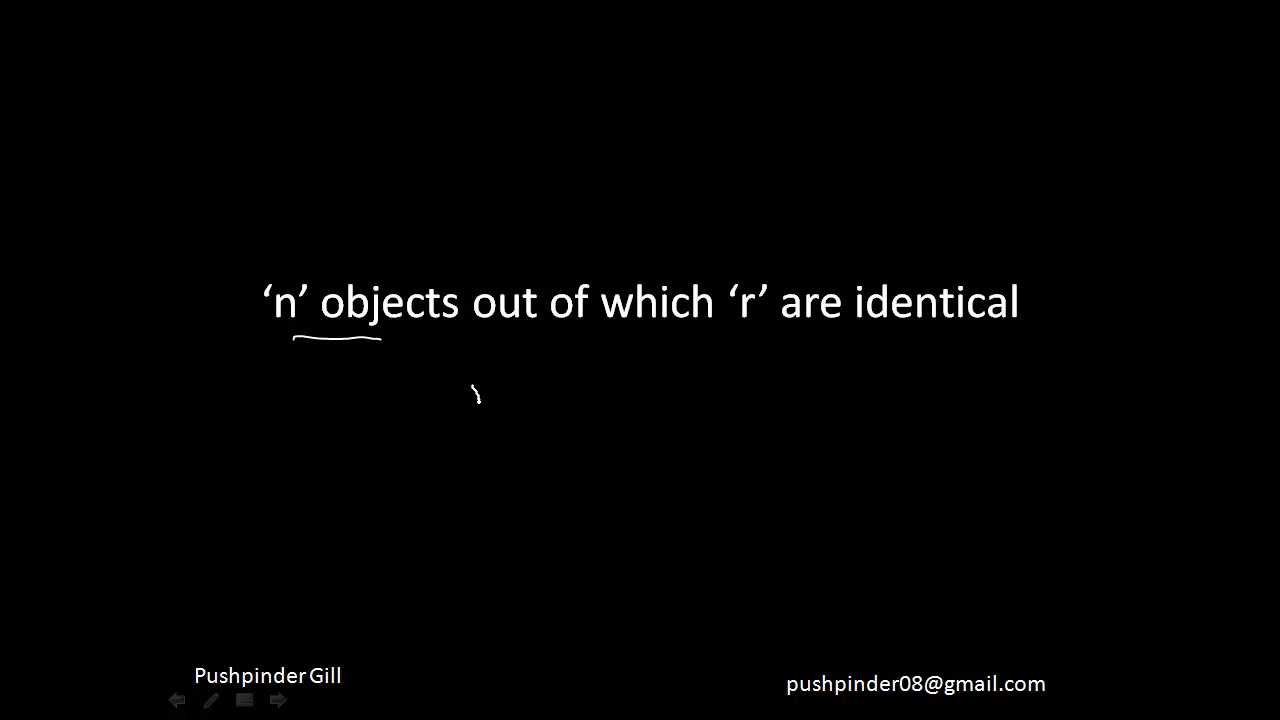 ‘n’ objects out of which ‘r’ are identical
Pushpinder Gill
pushpinder08@gmail.com